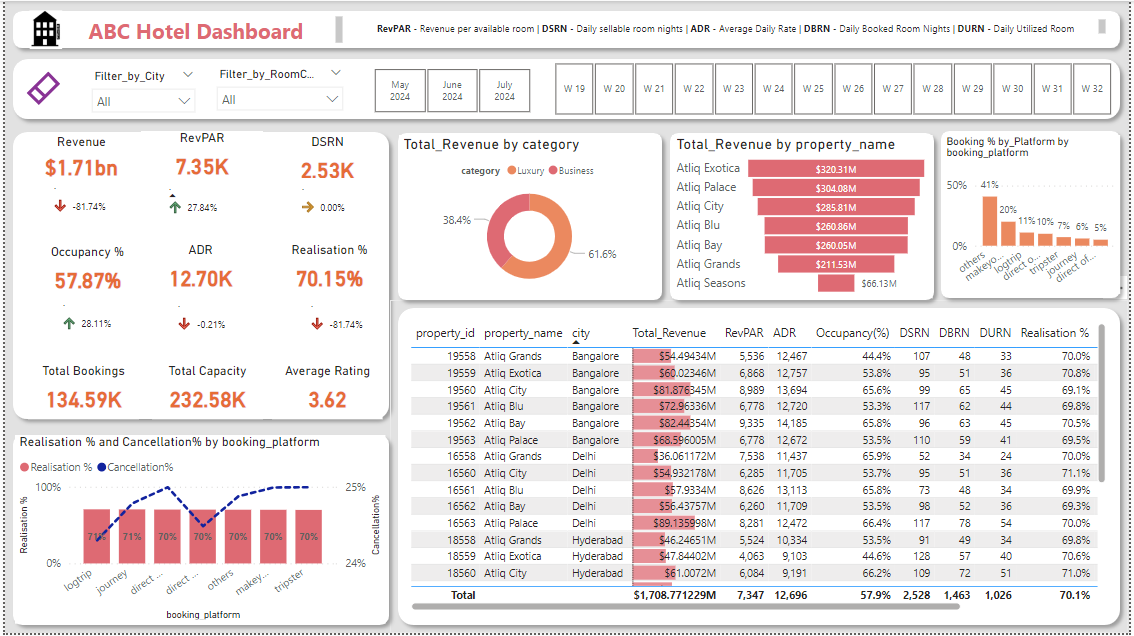 ABC Hotel Dashboard
RevPAR - Revenue per available room | DSRN - Daily sellable room nights | ADR - Average Daily Rate | DBRN - Daily Booked Room Nights | DURN - Daily Utilized Room
Filter_by_City
All
Filter_by_RoomC...
All
May 2024
June 2024
July 2024
W 19 W 20 W 21 W 22 W 23 W 24 W 25 W 26 W 27 W 28 W 29 W 30 W 31 W 32
Revenue RevPAR DSRN
$1.71bn 7.35K 2.53K
-81.74% 27.84% 0.00%
Occupancy % ADR Realisation %
57.87% 12.70K 70.15%
28.11% -0.21% -81.74%
Total Bookings Total Capacity Average Rating
134.59K 232.58K 3.62
Total_Revenue by category
category Luxury Business
38.4%
61.6%
Total_Revenue by property_name
Atliq Exotica $320.31M
Atliq Palace $304.08M
Atliq City $285.81M
Atliq Blu $260.86M
Atliq Bay $260.05M
Atliq Grands $211.53M
Atliq Seasons $66.13M
Booking % by_Platform by
booking_platform
50%
0%
41% 20% 11% 10% 7% 6% 5%
others makeyo... logtrip direct o... tripster journey direct of...
Realisation % and Cancellation% by booking_platform
Realisation % Cancellation%
Realisation %
100%
0%
71% 71% 70% 70% 70% 70% 70%
25%
24%
Cancellation%
logtrip journey direct ... direct ... others makey... tripster
booking_platform
property_id property_name city Total_Revenue RevPAR ADR Occupancy(%) DSRN DBRN DURN Realisation %
19558 Atliq Grands Bangalore $54.49434M 5,536 12,467 44.4% 107 48 33 70.0%
19559 Atliq Exotica Bangalore $60.02346M 6,868 12,757 53.8% 95 51 36 70.8%
19560 Atliq City Bangalore $81.876345M 8,989 13,694 65.6% 99 65 45 69.1%
19561 Atliq Blu Bangalore $72.96336M 6,778 12,720 53.3% 117 62 44 69.8%
19562 Atliq Bay Bangalore $82.44354M 9,335 14,185 65.8% 96 63 45 70.5%
19563 Atliq Palace Bangalore $68.596005M 6,778 12,672 53.5% 110 59 41 69.5%
16558 Atliq Grands Delhi $36.061172M 7,538 11,437 65.9% 52 34 24 70.0%
16560 Atliq City Delhi $54.932178M 6,285 11,705 53.7% 95 51 36 71.1%
16561 Atliq Blu Delhi $57.9334M 8,626 13,113 65.8% 73 48 34 69.9%
16562 Atliq Bay Delhi $56.43757M 6,260 11,709 53.5% 98 52 36 69.3%
16563 Atliq Palace Delhi $89.135998M 8,281 12,472 66.4% 117 78 54 70.0%
18558 Atliq Grands Hyderabad $46.24651M 5,524 10,334 53.5% 91 49 34 69.8%
18559 Atliq Exotica Hyderabad $47.84402M 4,063 9,103 44.6% 128 57 40 70.6%
18560 Atliq City Hyderabad $61.0072M 6,084 9,191 66.2% 109 72 51 71.0%
Total $1,708.771229M 7,347 12,696 57.9% 2,528 1,463 1,026 70.1%